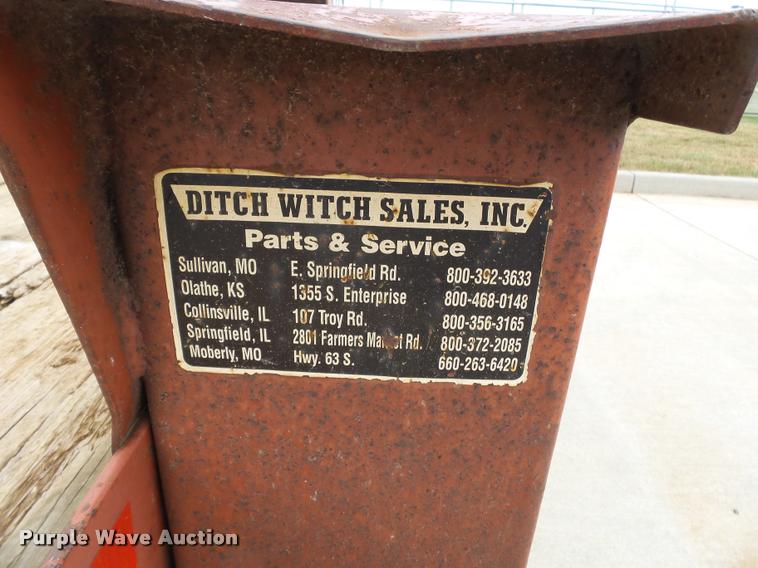 DITCH WITCH SALES, INC.
Parts & Service
Sullivan, MO E. Springfield Rd. 800-392-3633
Olathe, KS 1355 S. Enterprise 800-468-0148
Collinsville, IL 107 Troy Rd. 800-356-3165
Springfield, IL 2801 Farmers Market Rd. 800-372-2085
Moberly, MO Hwy. 63 S. 660-263-6420
Purple Wave Auction